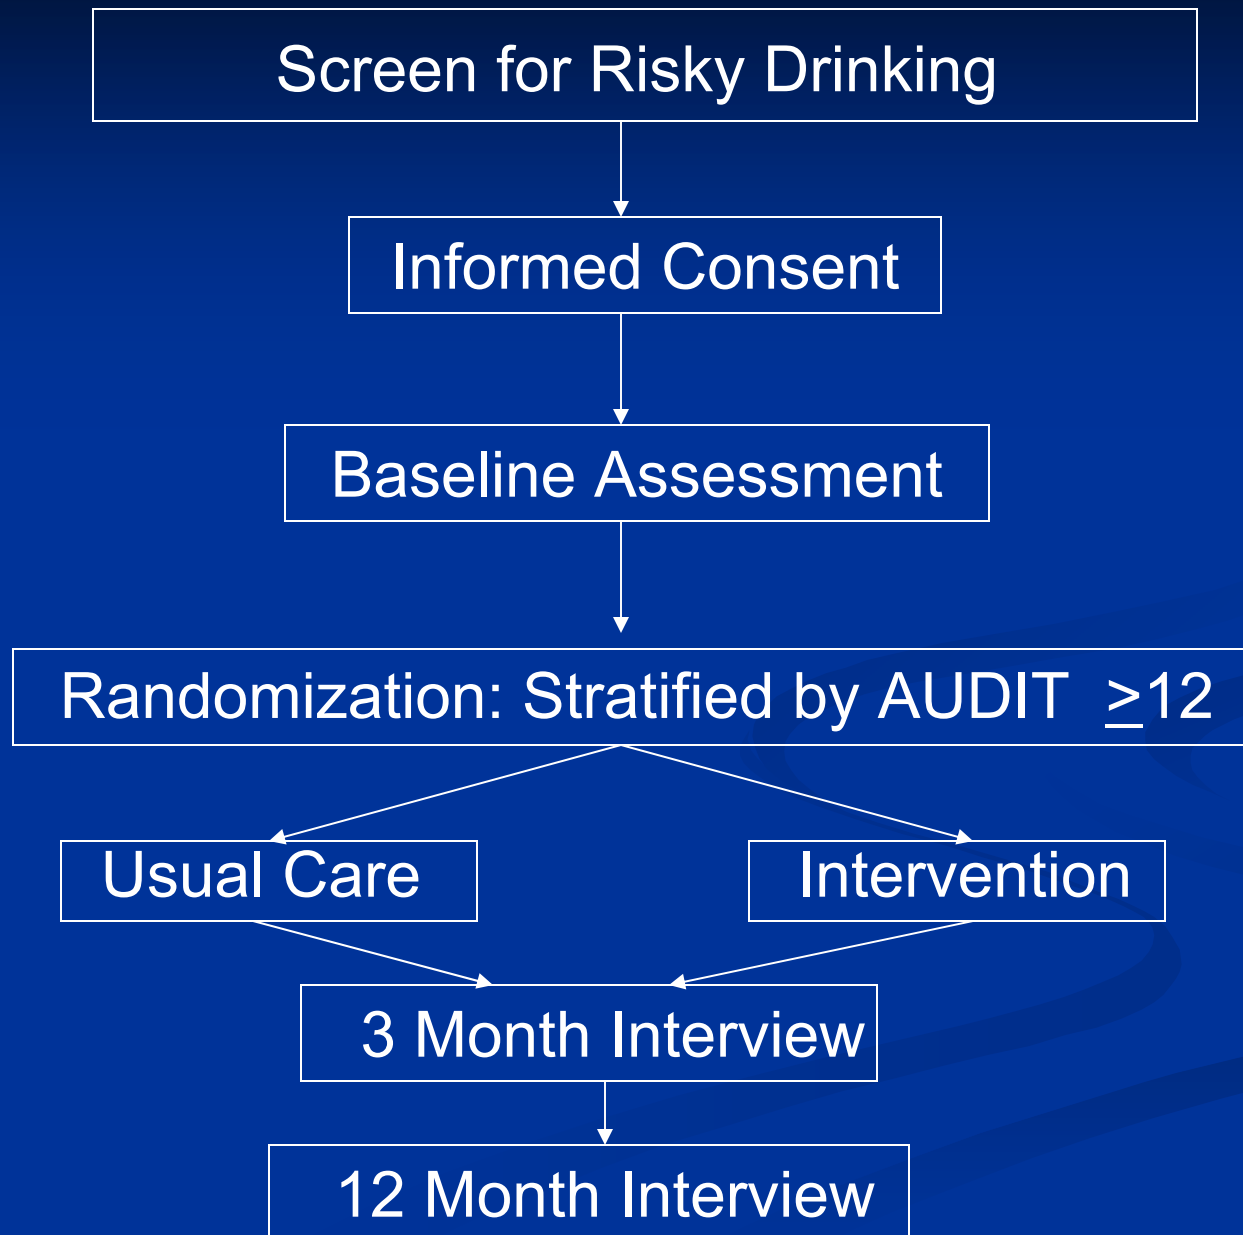 Screen for Risky Drinking
Informed Consent
Baseline Assessment
Randomization: Stratified by AUDIT >12
Usual Care
Intervention
3 Month Interview
12 Month Interview